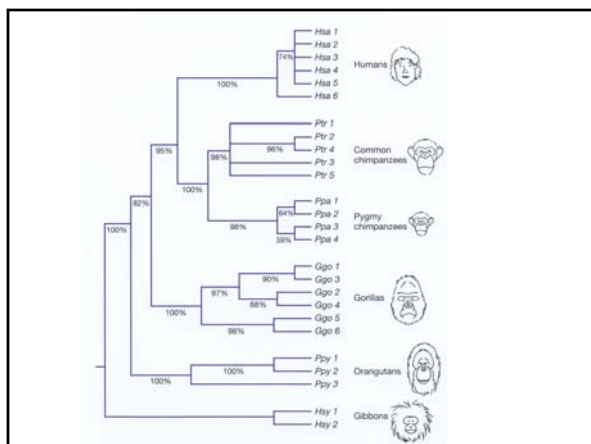 Hsa 1
Hsa 2
Hsa 3
Hsa 4
Hsa 5
Hsa 6
74%
100%
Humans
Ptr 1
Ptr 2
Ptr 4
Ptr 3
Ptr 5
96%
98%
95%
100%
Common
chimpanzees
Ppa 1
Ppa 2
Ppa 3
Ppa 4
64%
59%
98%
Pygmy
chimpanzees
82%
100%
Ggo 1
Ggo 3
Ggo 2
Ggo 4
Ggo 5
Ggo 6
90%
97%
88%
98%
100%
Gorillas
Ppy 1
Ppy 2
Ppy 3
100%
100%
Orangutans
Hsy 1
Hsy 2
Gibbons